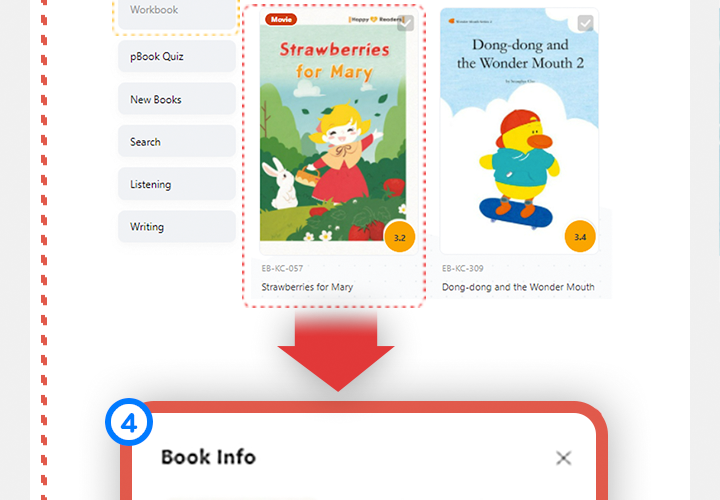 Workbook
pBook Quiz
New Books
Search
Listening
Writing
Movie
Happy Readers
Strawberries
for Mary
3.2
EB-KC-057
Strawberries for Mary
Dong-dong and
the Wonder Mouth 2
3.4
EB-KC-309
Dong-dong and the Wonder Mouth
4
Book Info